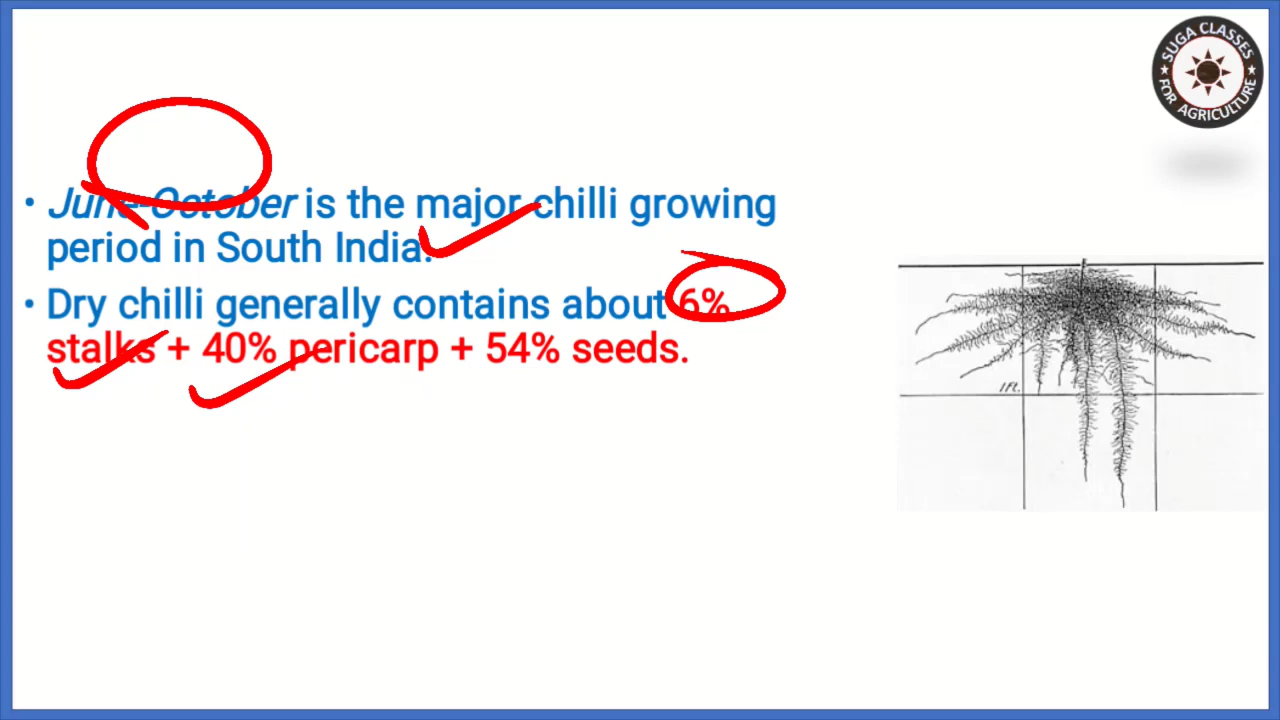 SUGA CLASSES
FOR AGRICULTURE
• June-October is the major chilli growing
period in South India.
• Dry chilli generally contains about 6%
stalks + 40% pericarp + 54% seeds.
1Ft.